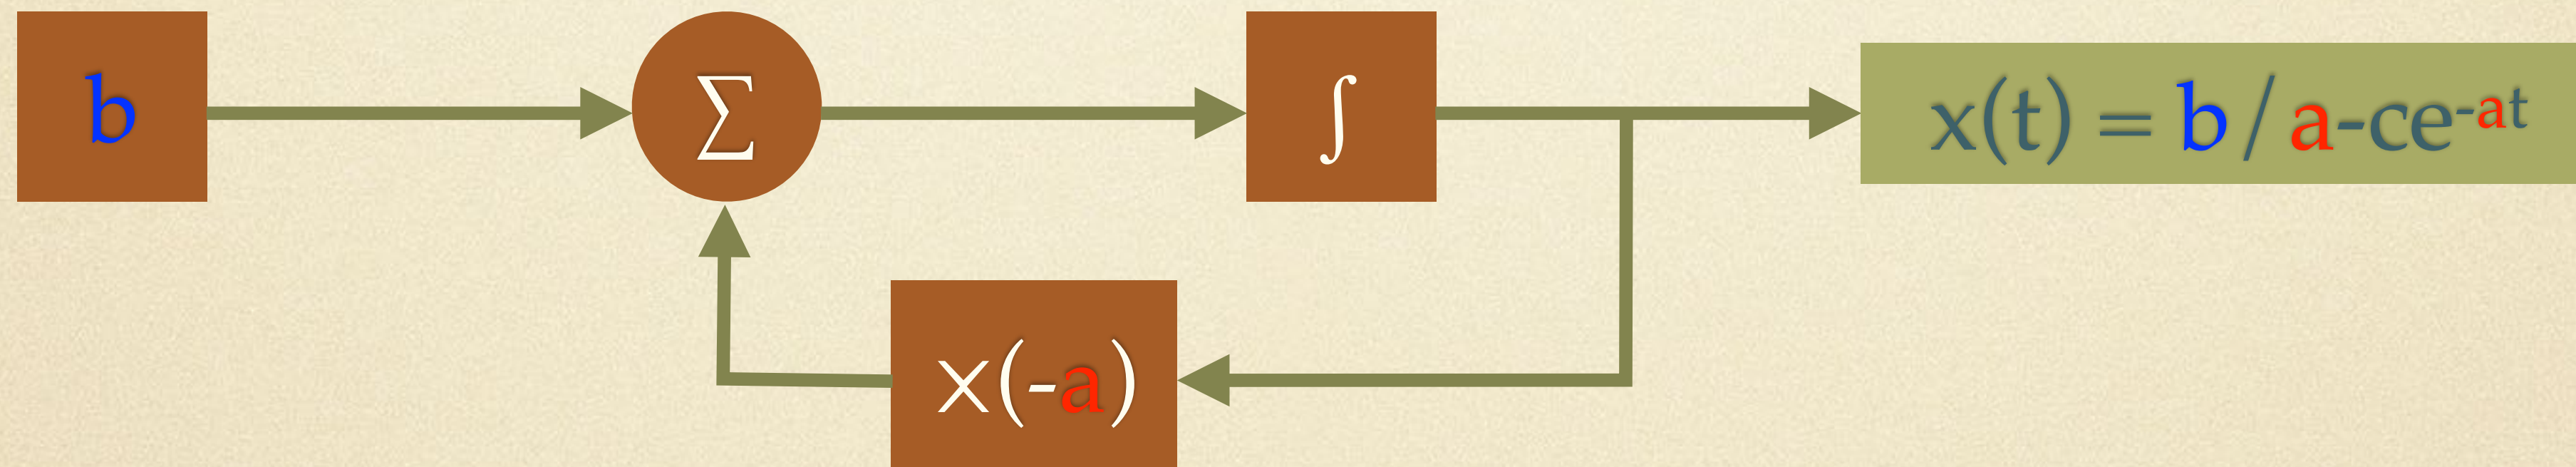 b
∑
∫
x(t) = b/a-ce-at
×(-a)